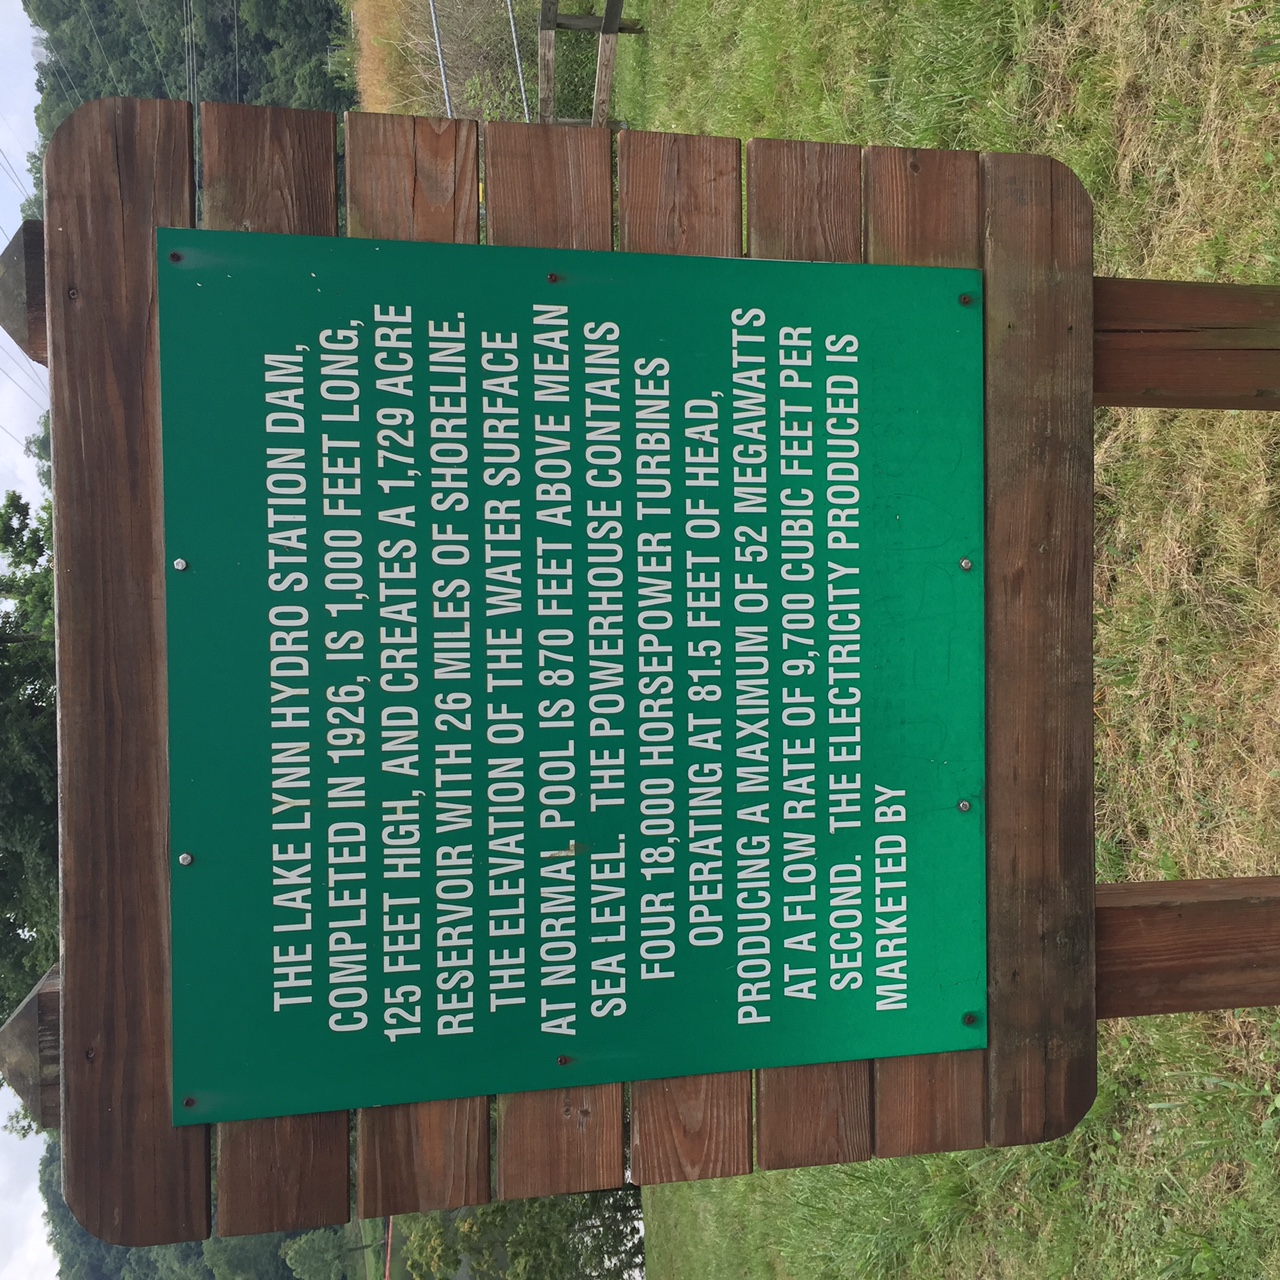 THE LAKE LYNN HYDRO STATION DAM,
COMPLETED IN 1926, IS 1,000 FEET LONG,
125 FEET HIGH, AND CREATES A 1,729 ACRE
RESERVOIR WITH 26 MILES OF SHORELINE.
THE ELEVATION OF THE WATER SURFACE
AT NORMAL POOL IS 870 FEET ABOVE MEAN
SEA LEVEL. THE POWERHOUSE CONTAINS
FOUR 18,000 HORSEPOWER TURBINES
OPERATING AT 81.5 FEET OF HEAD,
PRODUCING A MAXIMUM OF 52 MEGAWATTS
AT A FLOW RATE OF 9,700 CUBIC FEET PER
SECOND. THE ELECTRICITY PRODUCED IS
MARKETED BY